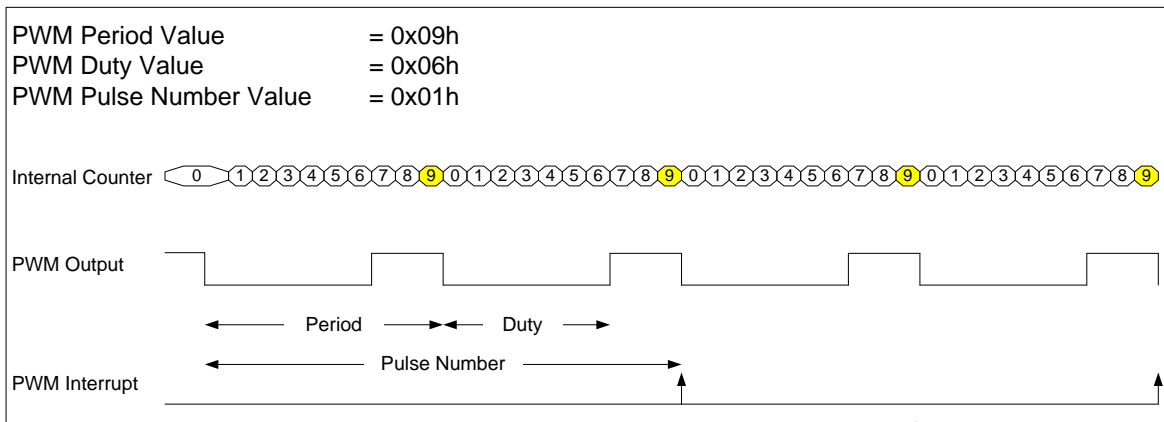 PWM Period Value = 0x09h
PWM Duty Value = 0x06h
PWM Pulse Number Value = 0x01h
Internal Counter 0 1 2 3 4 5 6 7 8 9 0 1 2 3 4 5 6 7 8 9 0 1 2 3 4 5 6 7 8 9 0 1 2 3 4 5 6 7 8 9
PWM Output
Period Duty
Pulse Number
PWM Interrupt